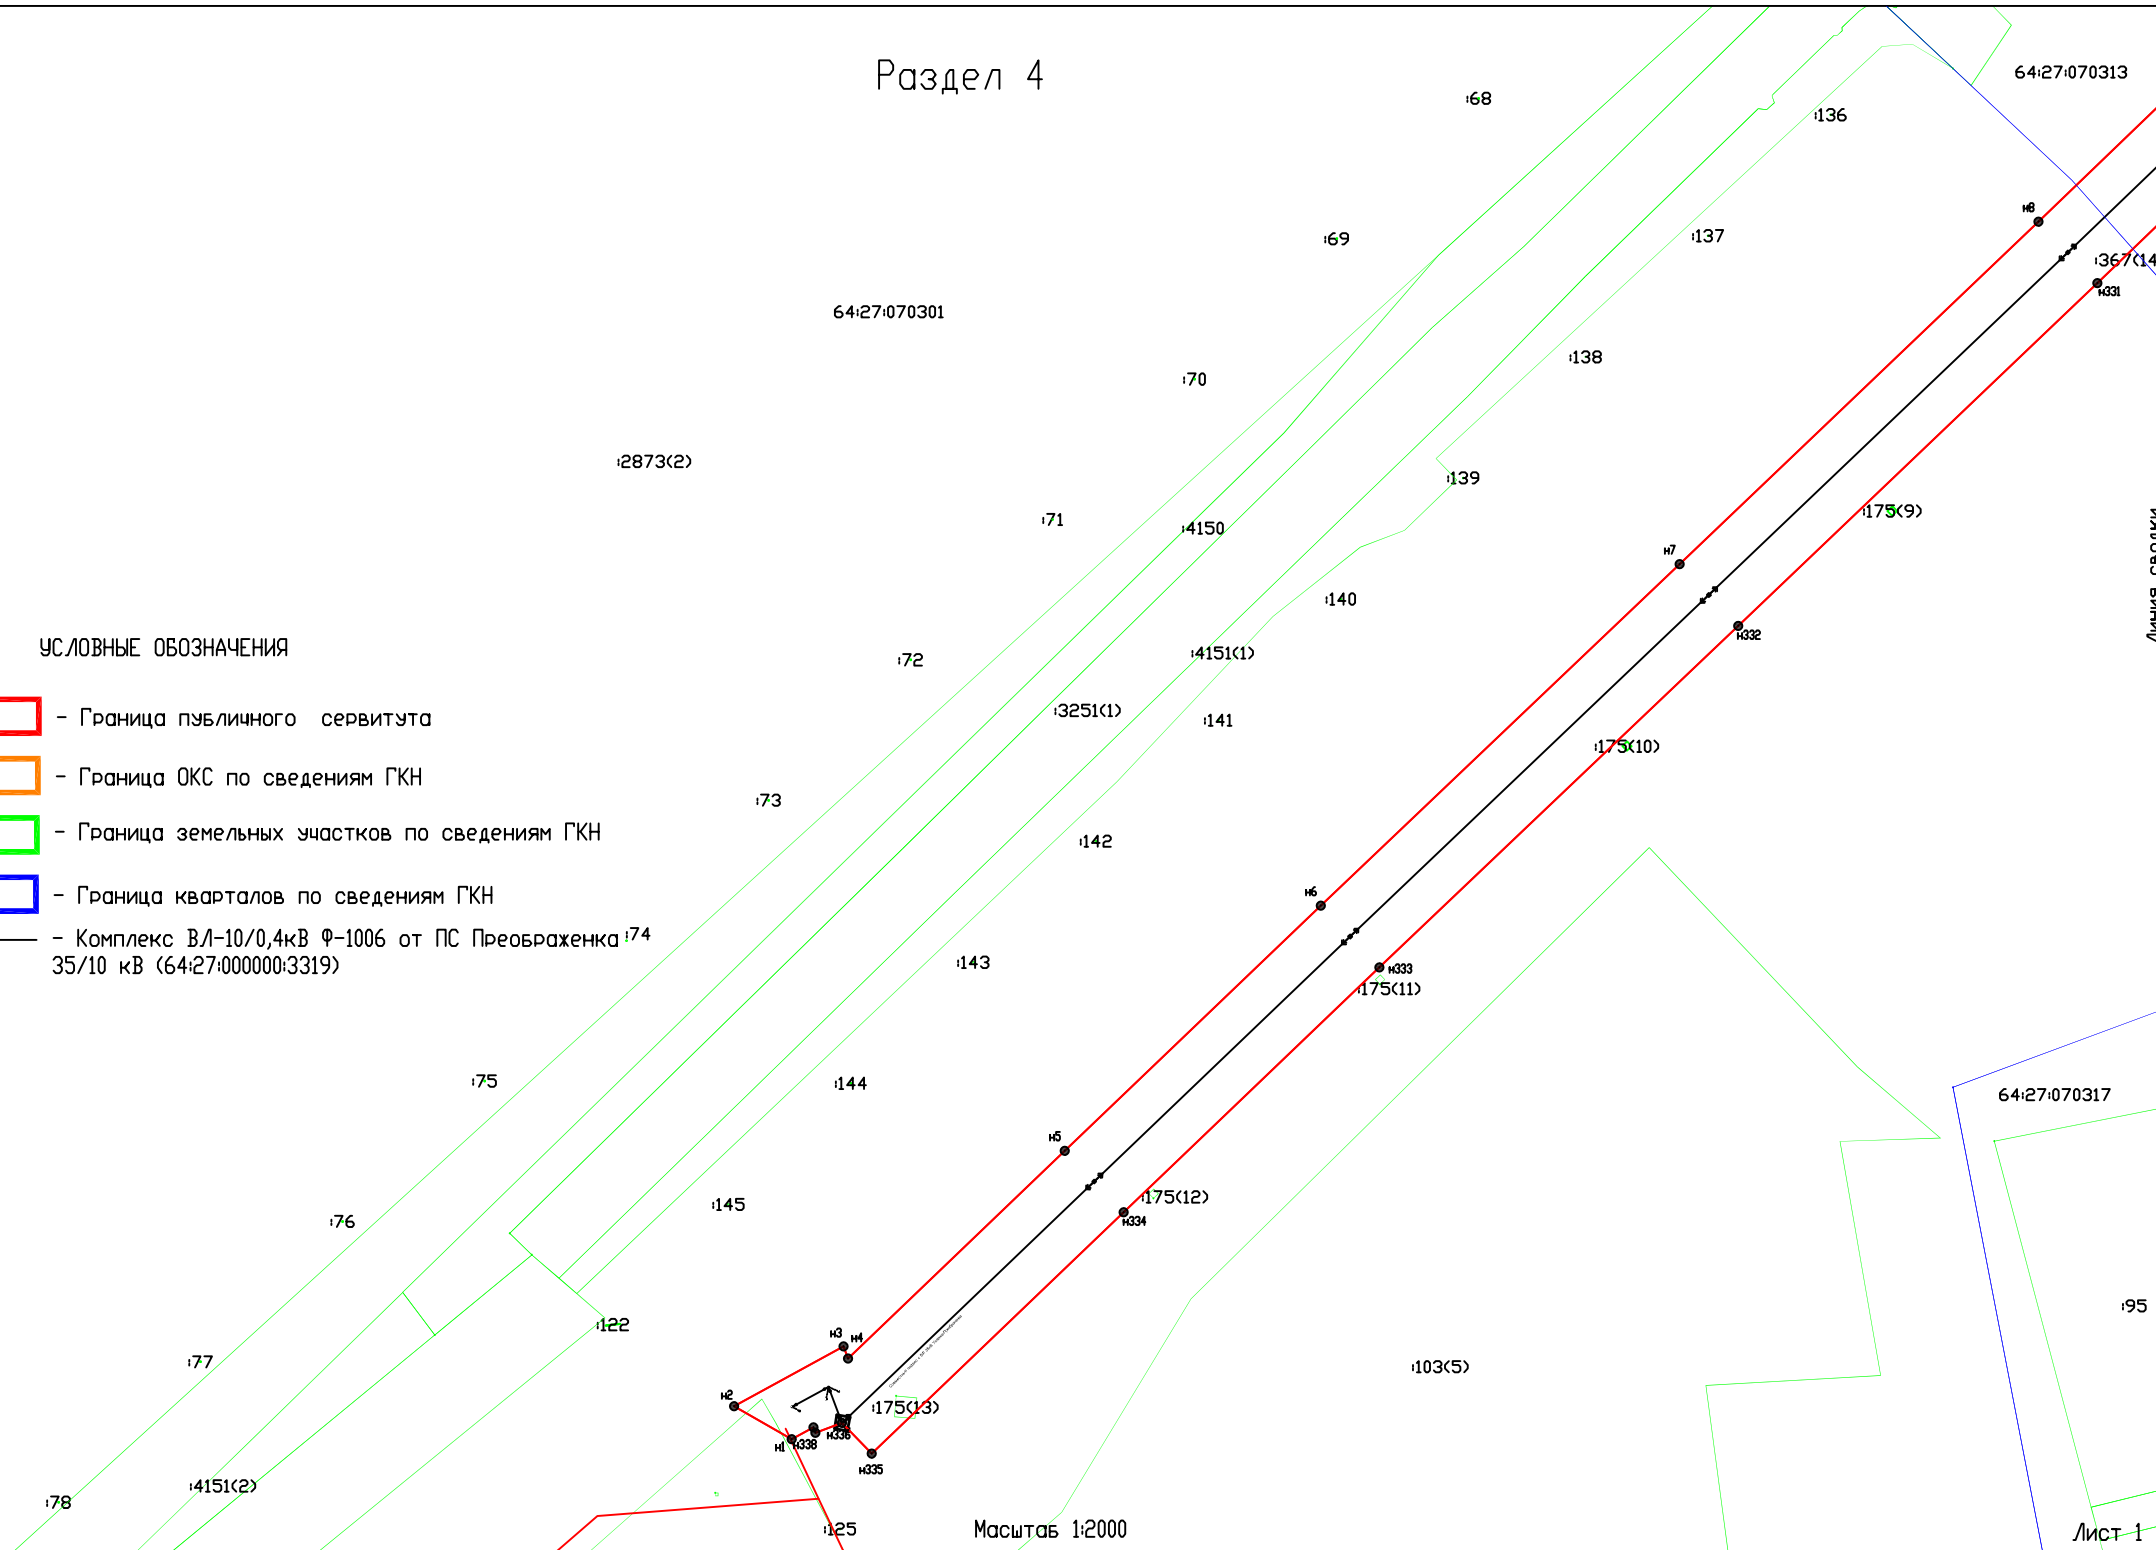 Раздел 4
:68
64:27:070313
:136
:69
:137
н8
:367(14
н331
64:27:070301
:138
:70
:2873(2)
:139
:175(9)
:71
:4150
н7
Линия сводки
:140
н332
УСЛОВНЫЕ ОБОЗНАЧЕНИЯ
:72
:4151(1)
:3251(1)
:141
- Граница публичного сервитута
:175(10)
- Граница ОКС по сведениям ГКН
:73
- Граница земельных участков по сведениям ГКН
:142
- Граница кварталов по сведениям ГКН
н6
- Комплекс ВЛ-10/0,4кВ Ф-1006 от ПС Преображенка
35/10 кВ (64:27:000000:3319)
:74
:143
н333
:175(11)
:75
:144
64:27:070317
н5
:145
:175(12)
н334
:76
:95
:122
н3
н4
:77
:103(5)
н2
:175(13)
н1
н338
н336
н335
:4151(2)
:78
:125
Масштаб 1:2000
Лист 1